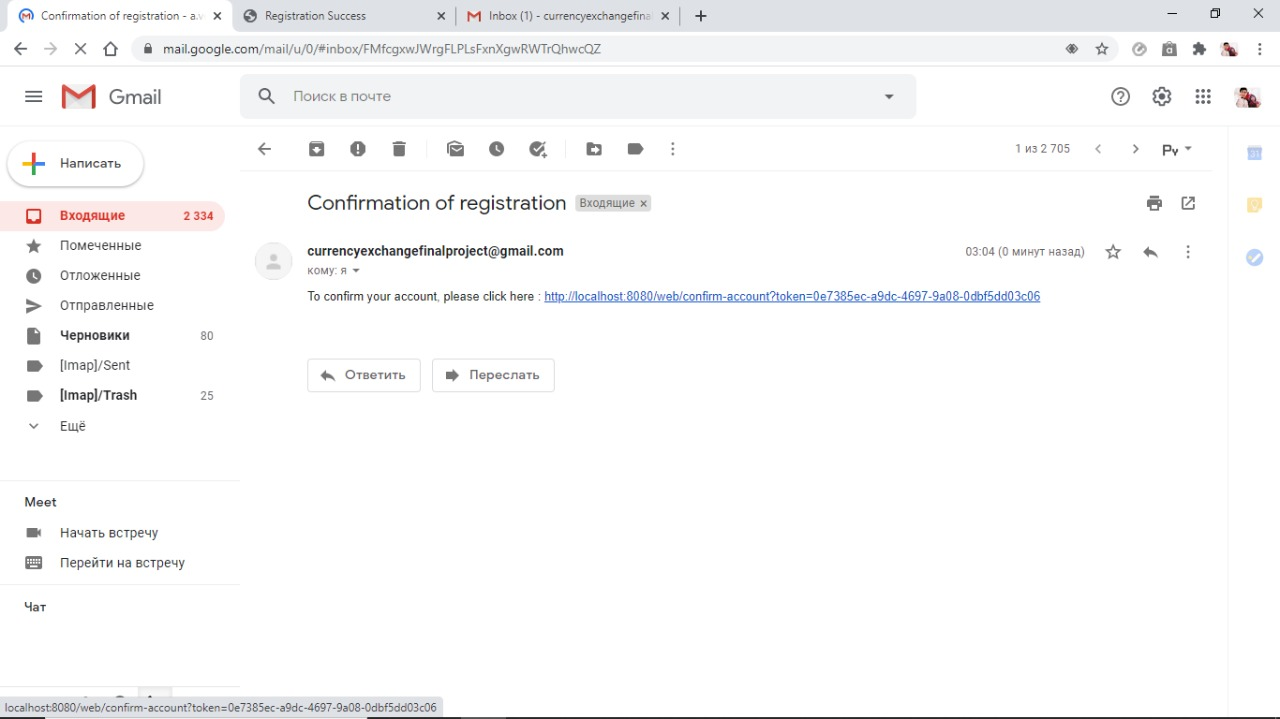 Confirmation of registration - a.v
Registration Success
Inbox (1) - currencyexchangefinal
mail.google.com/mail/u/0/#inbox/FMfcgxwJWrgFLPLsFxnXgwRWTrQhwcQZ
Gmail
Поиск в почте
Написать
1 из 2 705
Ру
Входящие 2 334
Помеченные
Отложенные
Отправленные
Черновики 80
[Imap]/Sent
[Imap]/Trash 25
Ещё
Meet
Начать встречу
Перейти на встречу
Чат
Confirmation of registration Входящие x
currencyexchangefinalproject@gmail.com 03:04 (0 минут назад)
кому: я
To confirm your account, please click here : http://localhost:8080/web/confirm-account?token=0e7385ec-a9dc-4697-9a08-0dbf5dd03c06
Ответить
Переслать
31
localhost:8080/web/confirm-account?token=0e7385ec-a9dc-4697-9a08-0dbf5dd03c06